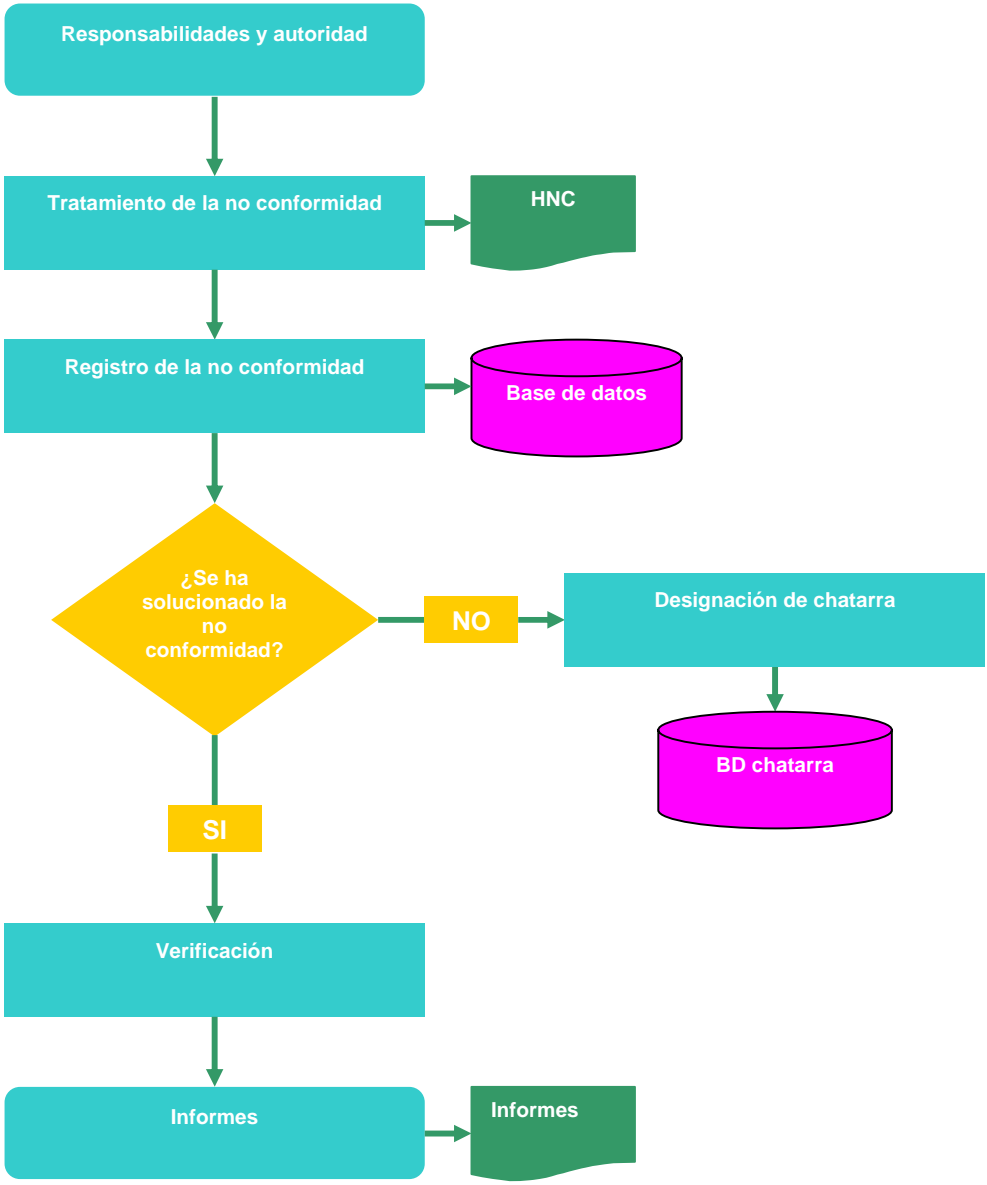 Responsabilidades y autoridad
Tratamiento de la no conformidad
HNC
Registro de la no conformidad
Base de datos
¿Se ha
solucionado la
no
conformidad?
NO
Designación de chatarra
BD chatarra
SI
Verificación
Informes
Informes